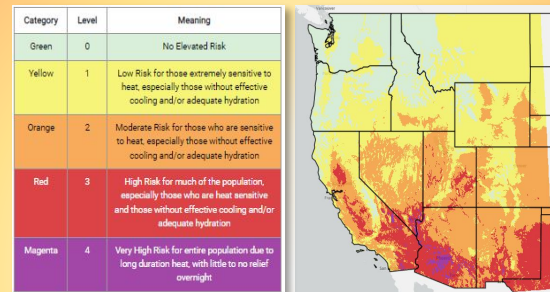 Category Level Meaning
Green 0 No Elevated Risk
Yellow 1 Low Risk for those extremely sensitive to
heat, especially those without effective
cooling and/or adequate hydration
Orange 2 Moderate Risk for those who are sensitive
to heat, especially those without effective
cooling and/or adequate hydration
Red 3 High Risk for much of the population,
especially those who are heat sensitive
and those without effective cooling and/or
adequate hydration
Magenta 4 Very High Risk for entire population due to
long duration heat, with little to no relief
overnight
Vancouver